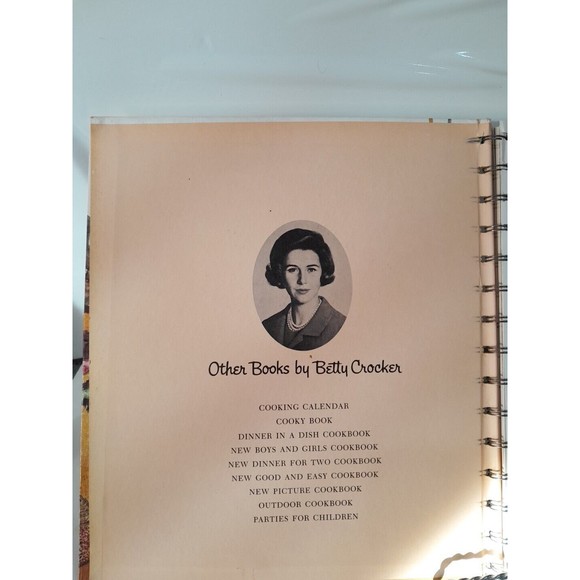 Other Books by Betty Crocker
COOKING CALENDAR
COOKY BOOK
DINNER IN A DISH COOKBOOK
NEW BOYS AND GIRLS COOKBOOK
NEW DINNER FOR TWO COOKBOOK
NEW GOOD AND EASY COOKBOOK
NEW PICTURE COOKBOOK
OUTDOOR COOKBOOK
PARTIES FOR CHILDREN